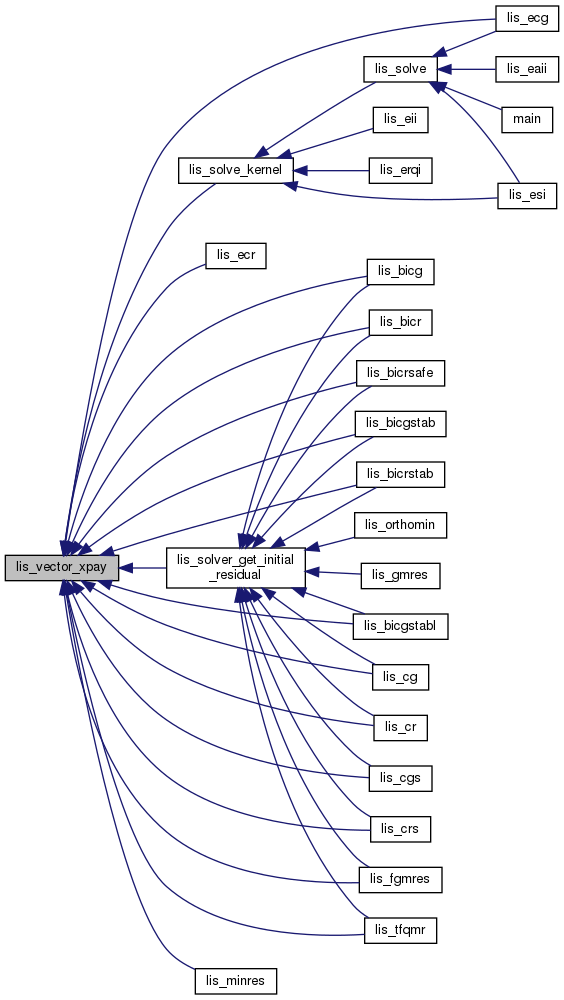 lis_ecg
lis_solve
lis_eaii
main
lis_eii
lis_solve_kernel
lis_erqi
lis_esi
lis_ecr
lis_bicg
lis_bicr
lis_bicrsafe
lis_bicgstab
lis_bicrstab
lis_orthomin
lis_vector_xpay
lis_solver_get_initial
_residual
lis_gmres
lis_bicgstabl
lis_cg
lis_cr
lis_cgs
lis_crs
lis_fgmres
lis_tfqmr
lis_minres